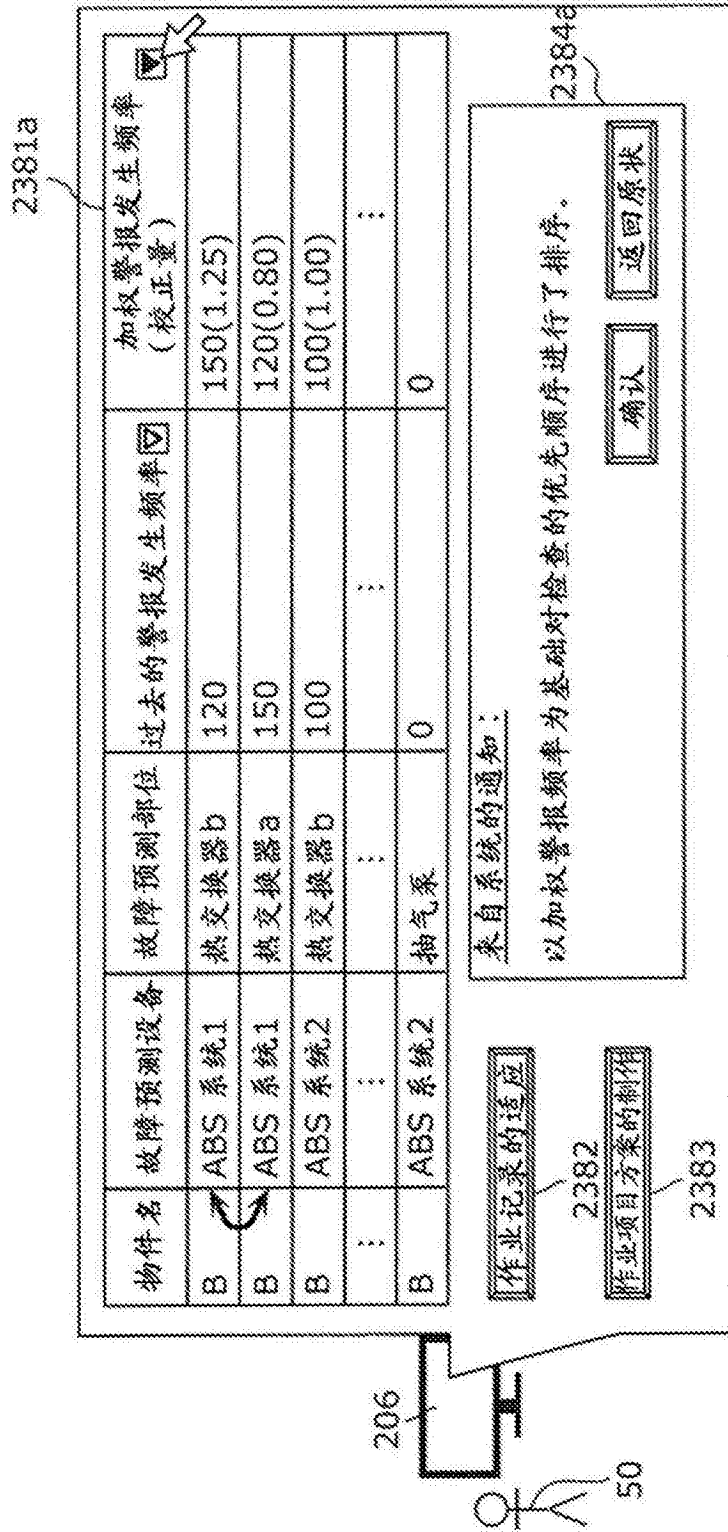 2381a
物件名 故障预测设备 故障预测部位 过去的警报发生频率 加权警报发生频率
(校正量)
B ABS 系统1 热交换器b 120 150(1.25)
B ABS 系统1 热交换器a 150 120(0.80)
B ABS 系统2 热交换器b 100 100(1.00)
⋮ ⋮ ⋮ ⋮ ⋮
B ABS 系统2 抽气泵 0 0
206
50
作业记录的适应
2382
作业项目方案的制作
2383
来自系统的通知：
以加权警报频率为基础对检查的优先顺序进行了排序。
确认 返回原状
2384a